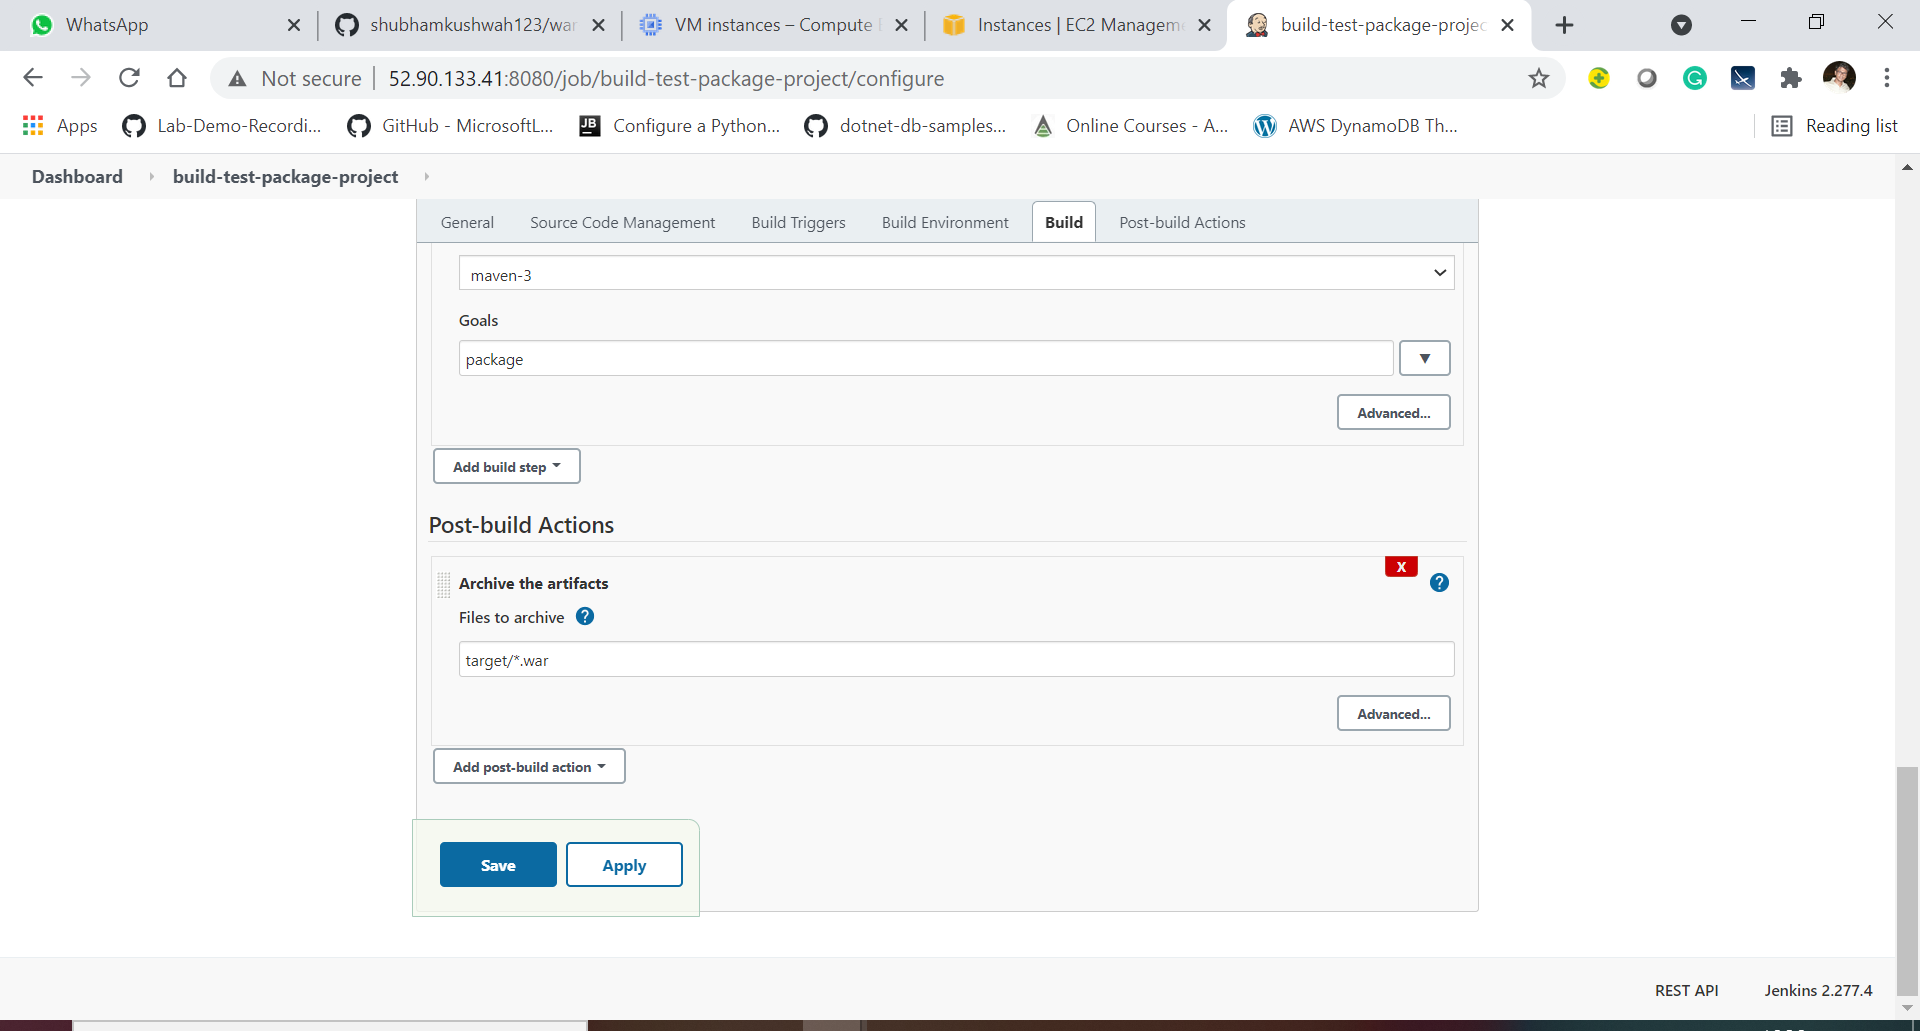 WhatsApp
shubhamkushwah123/war
VM instances – Compute E
Instances | EC2 Manageme
build-test-package-projec
Not secure
52.90.133.41:8080/job/build-test-package-project/configure
Apps
Lab-Demo-Recordi...
GitHub - MicrosoftL...
JB
Configure a Python...
dotnet-db-samples...
Online Courses - A...
AWS DynamoDB Th...
Reading list
Dashboard
build-test-package-project
General
Source Code Management
Build Triggers
Build Environment
Build
Post-build Actions
maven-3
Goals
package
Advanced...
Add build step
Post-build Actions
X
Archive the artifacts
?
Files to archive ?
target/*.war
Advanced...
Add post-build action
Save
Apply
REST API
Jenkins 2.277.4